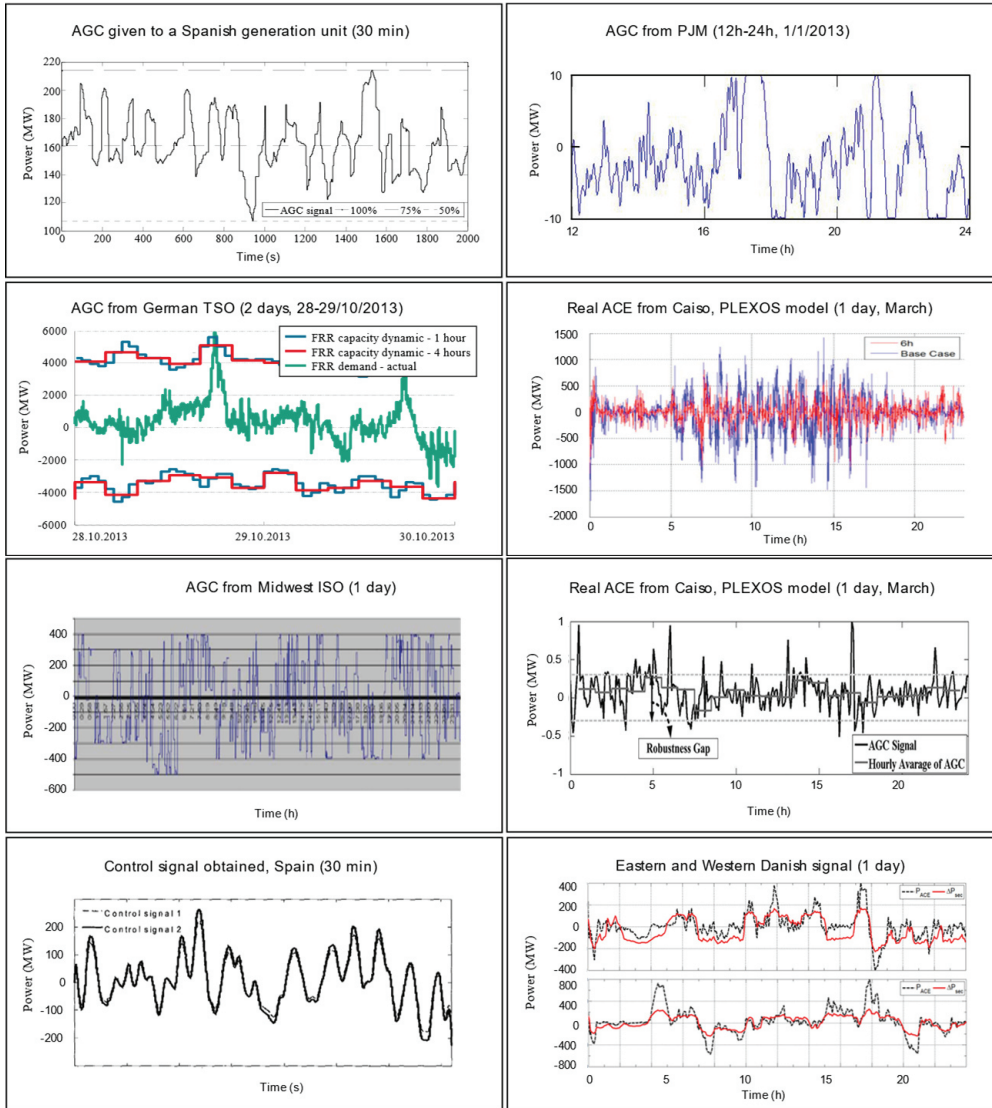 AGC given to a Spanish generation unit (30 min)
Power (MW)
220
200
180
160
140
120
100
AGC signal 100% 75% 50%
0 200 400 600 800 1000 1200 1400 1600 1800 2000
Time (s)
AGC from PJM (12h-24h, 1/1/2013)
Power (MW)
10
0
-10
12 16 20 24
Time (h)
AGC from German TSO (2 days, 28-29/10/2013)
Power (MW)
6000
4000
2000
0
-2000
-4000
-6000
FRR capacity dynamic - 1 hour
FRR capacity dynamic - 4 hours
FRR demand - actual
28.10.2013 29.10.2013 30.10.2013
Real ACE from Caiso, PLEXOS model (1 day, March)
Power (MW)
1500
1000
500
0
-500
-1000
-1500
-2000
6h
Base Case
0 5 10 15 20
Time (h)
AGC from Midwest ISO (1 day)
Power (MW)
400
200
0
-200
-400
-600
Time (h)
Real ACE from Caiso, PLEXOS model (1 day, March)
Power (MW)
1
0.5
0
-0.5
-1
Robustness Gap
AGC Signal
Hourly Avarage of AGC
0 5 10 15 20
Time (h)
Control signal obtained, Spain (30 min)
Power (MW)
Control signal 1
Control signal 2
200
100
0
-100
-200
Time (s)
Eastern and Western Danish signal (1 day)
Power (MW)
400
200
0
-200
-400
PACE ΔPsec
800
400
0
-400
-800
PACE ΔPsec
0 5 10 15 20
Time (h)